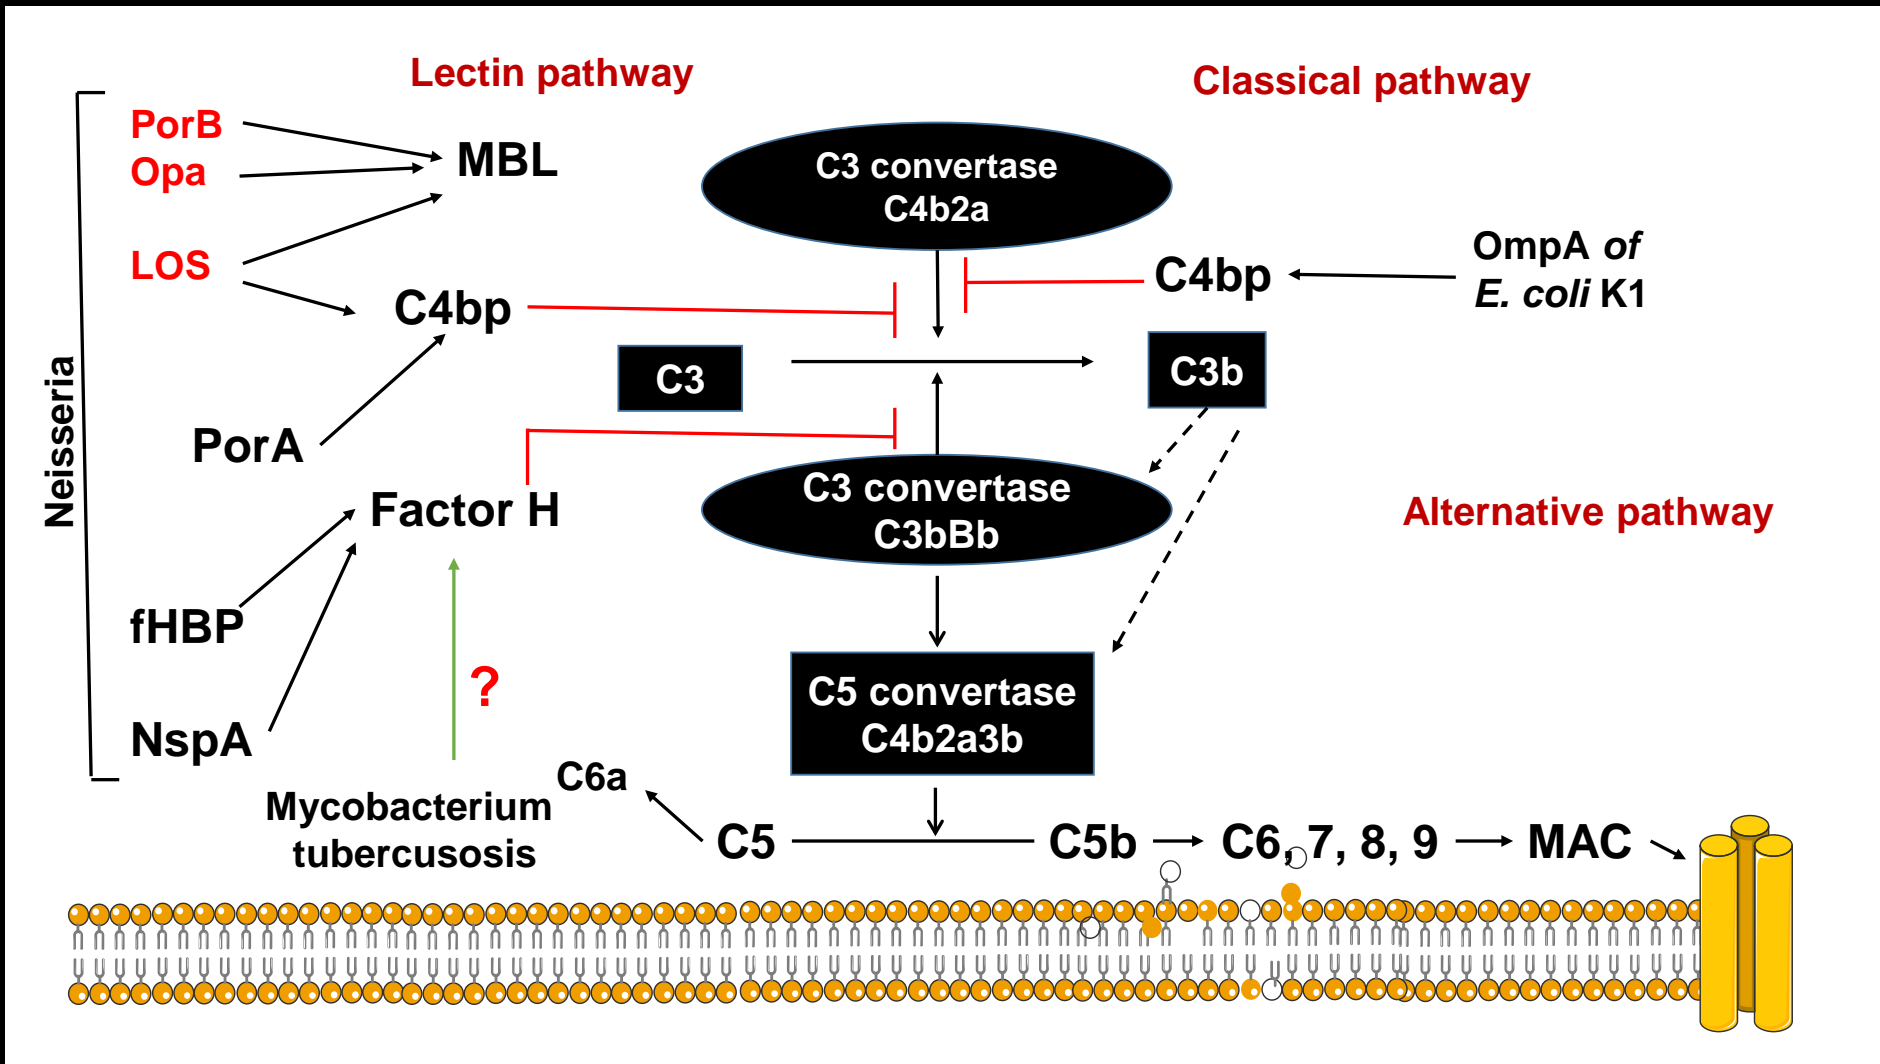 Lectin pathway
Classical pathway
Neisseria
PorB
Opa
MBL
LOS
C4bp
PorA
Factor H
fHBP
NspA
?
Mycobacterium
tubercusosis
C3 convertase
C4b2a
C4bp
OmpA of
E. coli K1
C3
C3b
C3 convertase
C3bBb
Alternative pathway
C5 convertase
C4b2a3b
C6a
C5
C5b
C6, 7, 8, 9
MAC